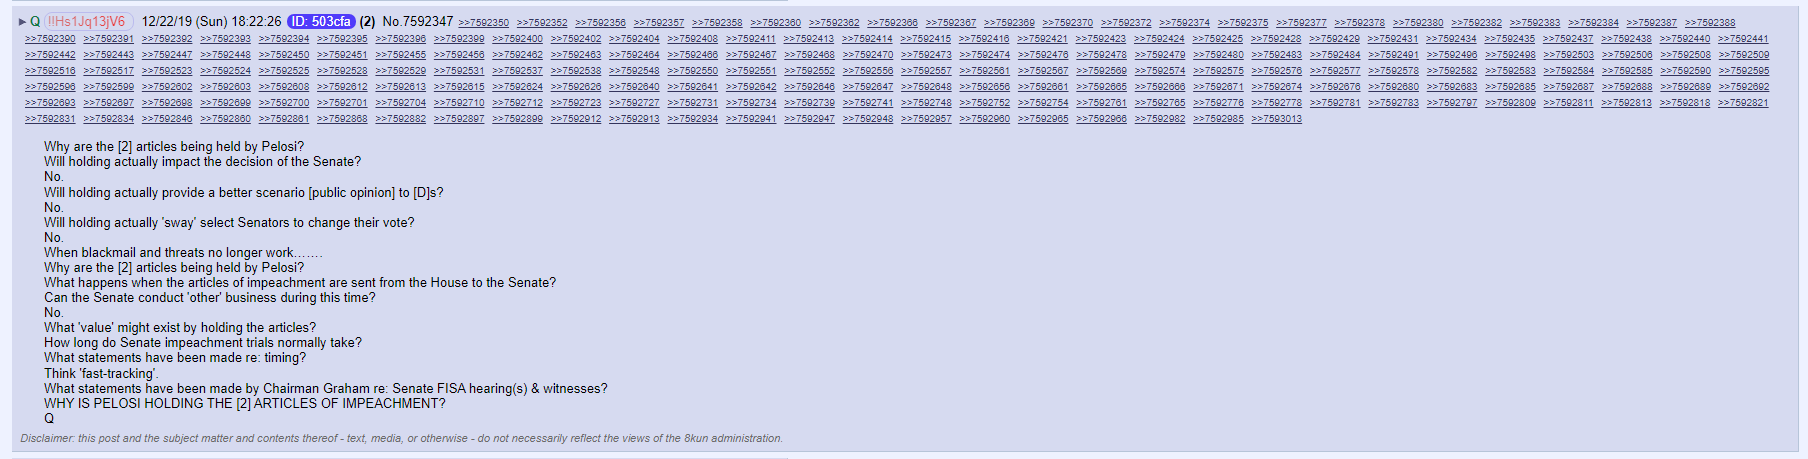 ▶ Q !!Hs1Jq13jV6 12/22/19 (Sun) 18:22:26 ID: 503cfa (2) No.7592347 >>7592350 >>7592352 >>7592356 >>7592357 >>7592358 >>7592360 >>7592362 >>7592366 >>7592367 >>7592369 >>7592370 >>7592372 >>7592374 >>7592375 >>7592377 >>7592378 >>7592380 >>7592382 >>7592383 >>7592384 >>7592387 >>7592388
>>7592390 >>7592391 >>7592392 >>7592393 >>7592394 >>7592395 >>7592396 >>7592399 >>7592400 >>7592402 >>7592404 >>7592408 >>7592411 >>7592413 >>7592414 >>7592415 >>7592416 >>7592421 >>7592423 >>7592424 >>7592425 >>7592428 >>7592429 >>7592431 >>7592434 >>7592435 >>7592437 >>7592438 >>7592440 >>7592441
>>7592442 >>7592443 >>7592447 >>7592448 >>7592450 >>7592451 >>7592455 >>7592456 >>7592462 >>7592463 >>7592464 >>7592466 >>7592467 >>7592468 >>7592470 >>7592473 >>7592474 >>7592476 >>7592478 >>7592479 >>7592480 >>7592483 >>7592484 >>7592491 >>7592496 >>7592498 >>7592503 >>7592506 >>7592508 >>7592509
>>7592516 >>7592517 >>7592523 >>7592524 >>7592525 >>7592528 >>7592529 >>7592531 >>7592537 >>7592538 >>7592548 >>7592550 >>7592551 >>7592552 >>7592556 >>7592557 >>7592561 >>7592567 >>7592569 >>7592574 >>7592575 >>7592576 >>7592577 >>7592578 >>7592582 >>7592583 >>7592584 >>7592585 >>7592590 >>7592595
>>7592596 >>7592599 >>7592602 >>7592603 >>7592608 >>7592612 >>7592613 >>7592615 >>7592624 >>7592626 >>7592640 >>7592641 >>7592642 >>7592646 >>7592647 >>7592648 >>7592656 >>7592661 >>7592665 >>7592666 >>7592671 >>7592674 >>7592676 >>7592680 >>7592683 >>7592685 >>7592687 >>7592688 >>7592689 >>7592692
>>7592693 >>7592697 >>7592698 >>7592699 >>7592700 >>7592701 >>7592704 >>7592710 >>7592712 >>7592723 >>7592727 >>7592731 >>7592734 >>7592739 >>7592741 >>7592748 >>7592752 >>7592754 >>7592761 >>7592765 >>7592776 >>7592778 >>7592781 >>7592783 >>7592797 >>7592809 >>7592811 >>7592813 >>7592818 >>7592821
>>7592831 >>7592834 >>7592846 >>7592860 >>7592861 >>7592868 >>7592882 >>7592897 >>7592899 >>7592912 >>7592913 >>7592934 >>7592941 >>7592947 >>7592948 >>7592957 >>7592960 >>7592965 >>7592966 >>7592982 >>7592985 >>7593013
Why are the [2] articles being held by Pelosi?
Will holding actually impact the decision of the Senate?
No.
Will holding actually provide a better scenario [public opinion] to [D]s?
No.
Will holding actually 'sway' select Senators to change their vote?
No.
When blackmail and threats no longer work…….
Why are the [2] articles being held by Pelosi?
What happens when the articles of impeachment are sent from the House to the Senate?
Can the Senate conduct 'other' business during this time?
No.
What 'value' might exist by holding the articles?
How long do Senate impeachment trials normally take?
What statements have been made re: timing?
Think 'fast-tracking'.
What statements have been made by Chairman Graham re: Senate FISA hearing(s) & witnesses?
WHY IS PELOSI HOLDING THE [2] ARTICLES OF IMPEACHMENT?
Q
Disclaimer: this post and the subject matter and contents thereof - text, media, or otherwise - do not necessarily reflect the views of the 8kun administration.